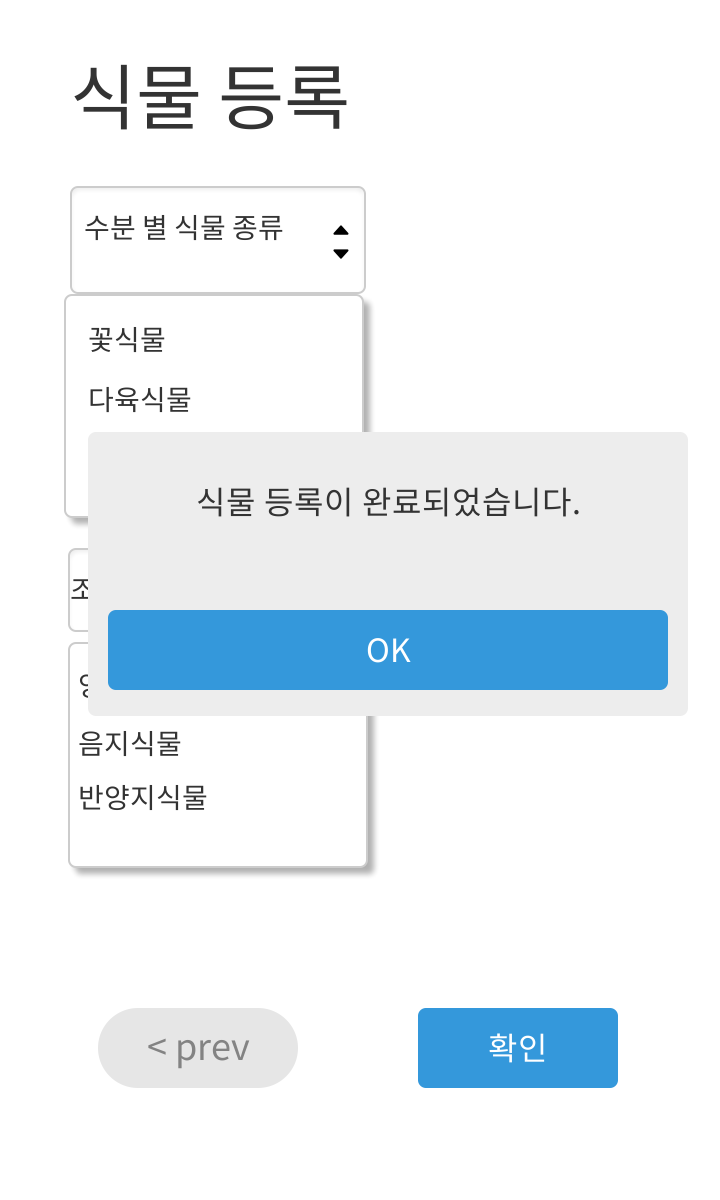 식물 등록
수분 별 식물 종류
꽃식물
다육식물
식물 등록이 완료되었습니다.
OK
음지식물
반양지식물
< prev
확인